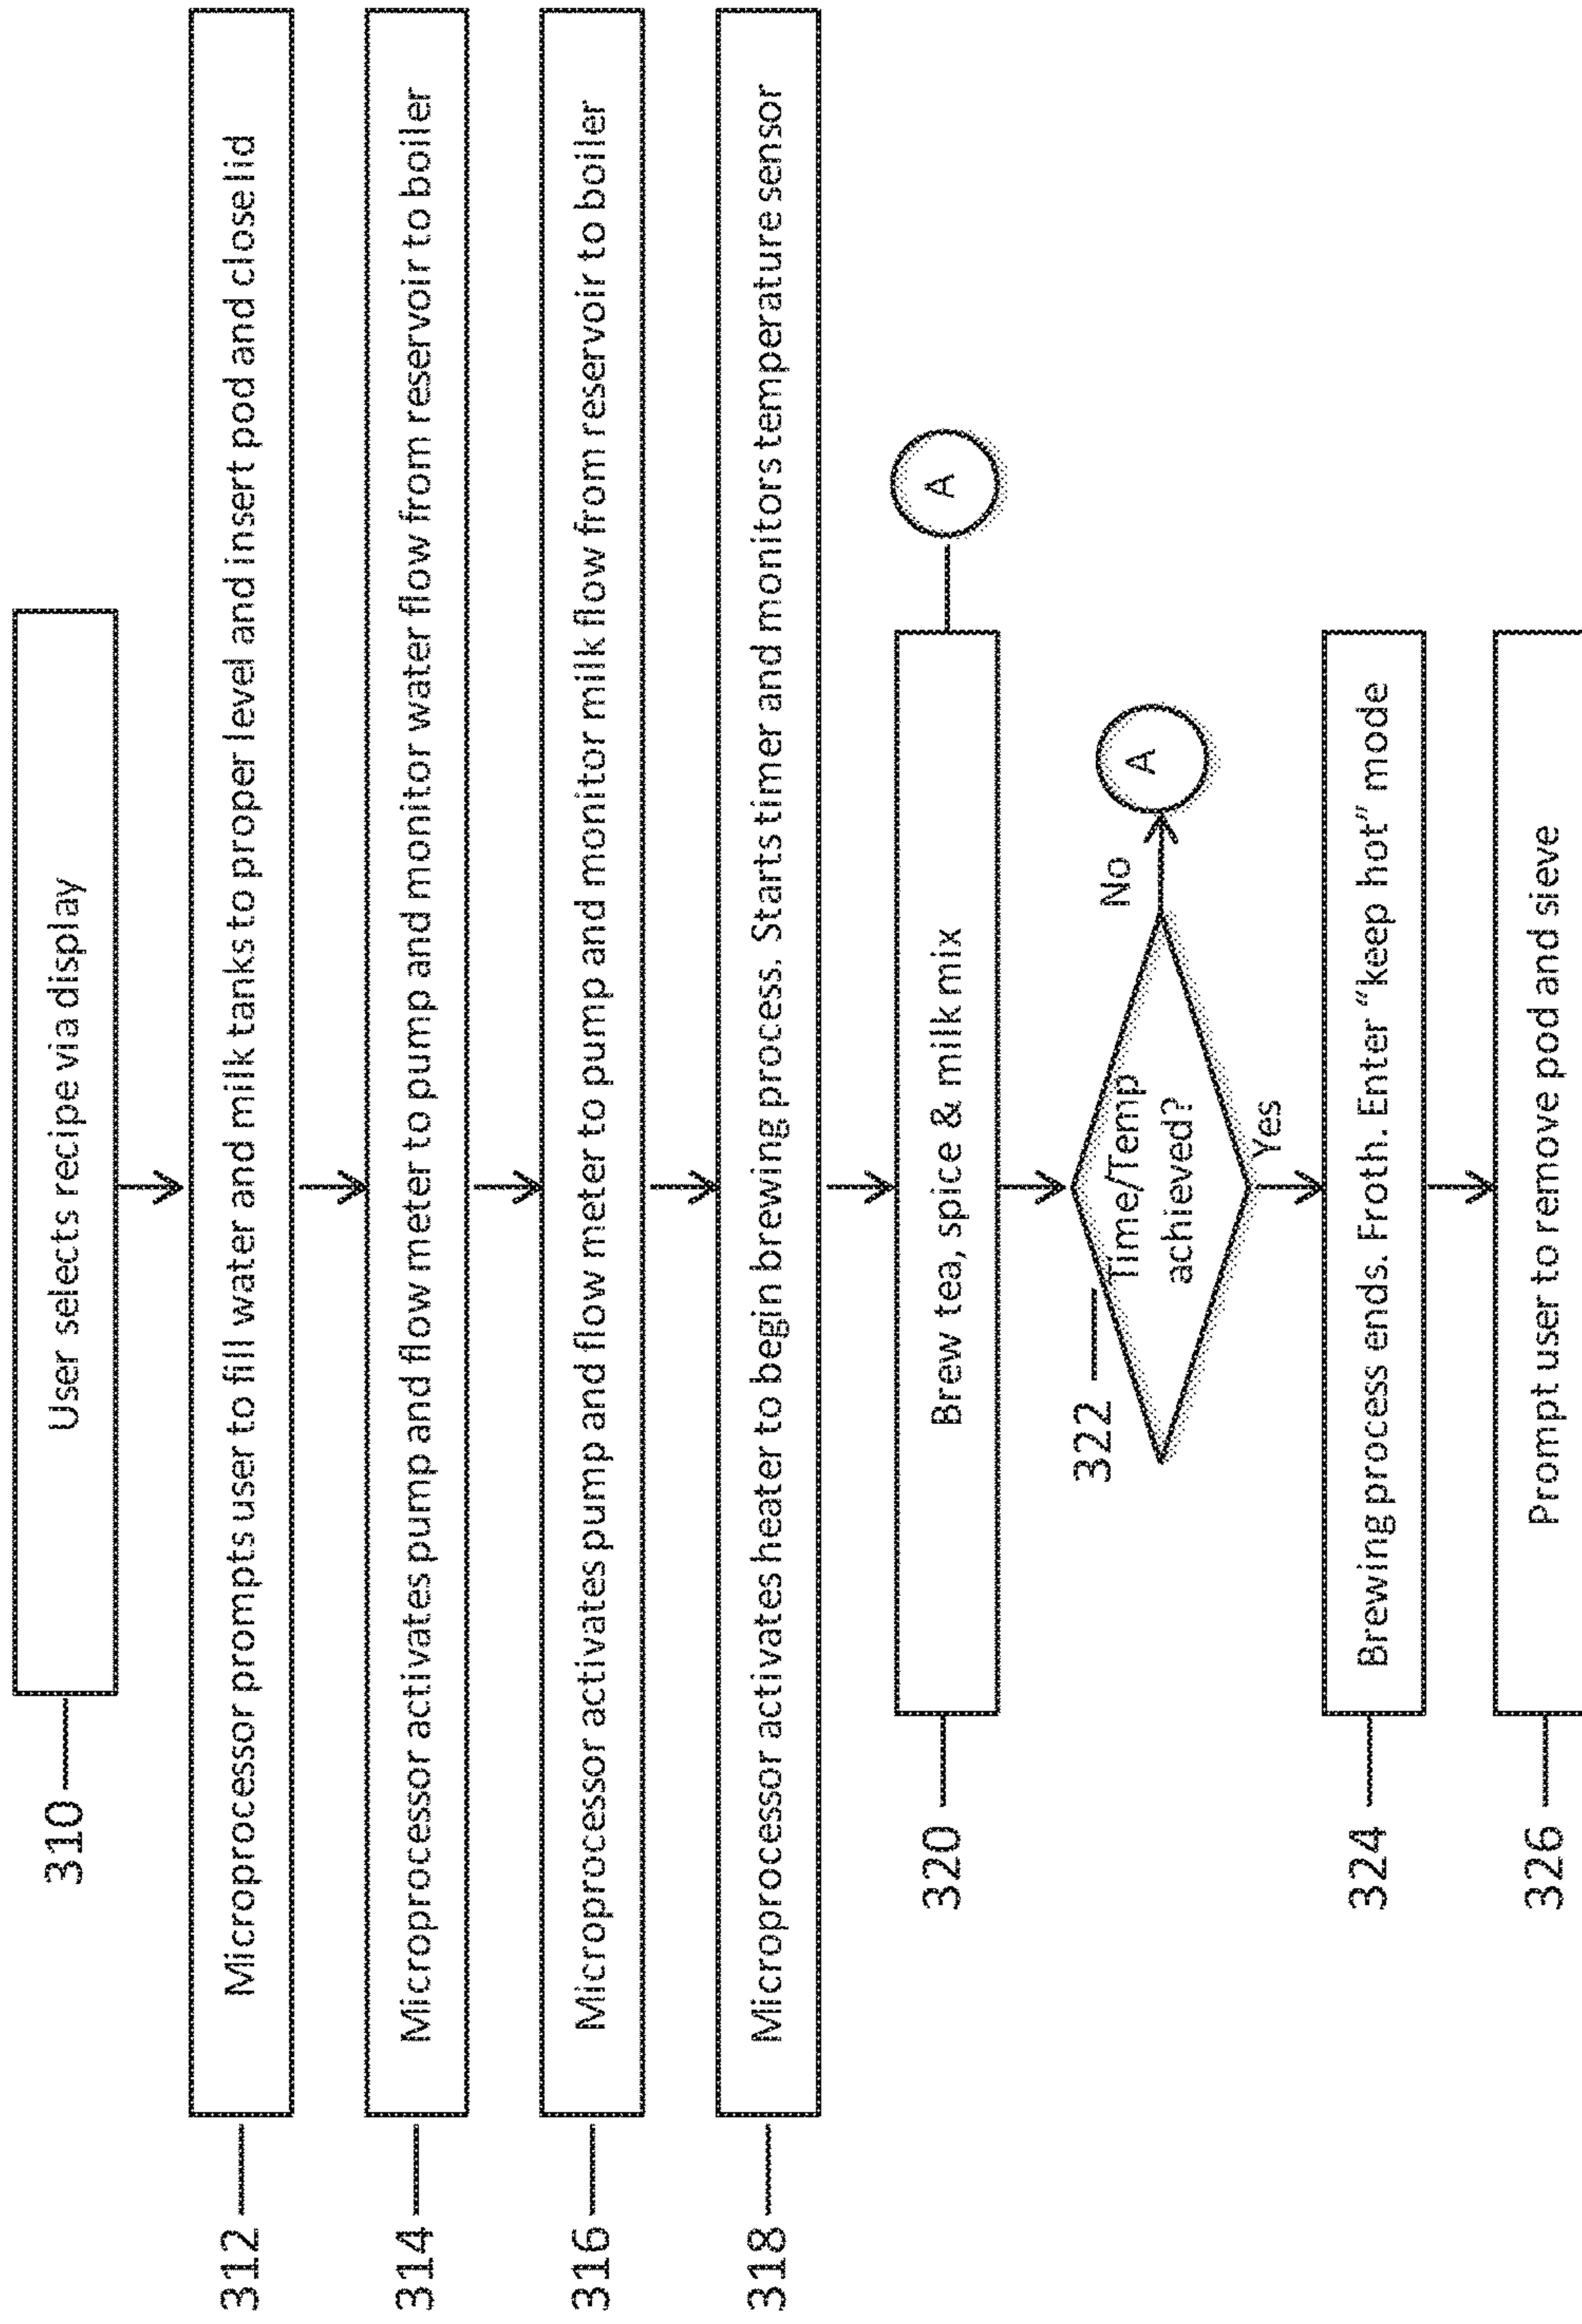 User selects recipe via display
310
Microprocessor prompts user to fill water and milk tanks to proper level and insert pod and close lid
312
Microprocessor activates pump and flow meter to pump and monitor water flow from reservoir to boiler
314
Microprocessor activates pump and flow meter to pump and monitor milk flow from reservoir to boiler
316
Microprocessor activates heater to begin brewing process. Starts timer and monitors temperature sensor
318
Brew tea, spice & milk mix
A
320
322
Time/Temp
achieved?
No
A
Yes
Brewing process ends. Froth. Enter “keep hot” mode
324
Prompt user to remove pod and sieve
326